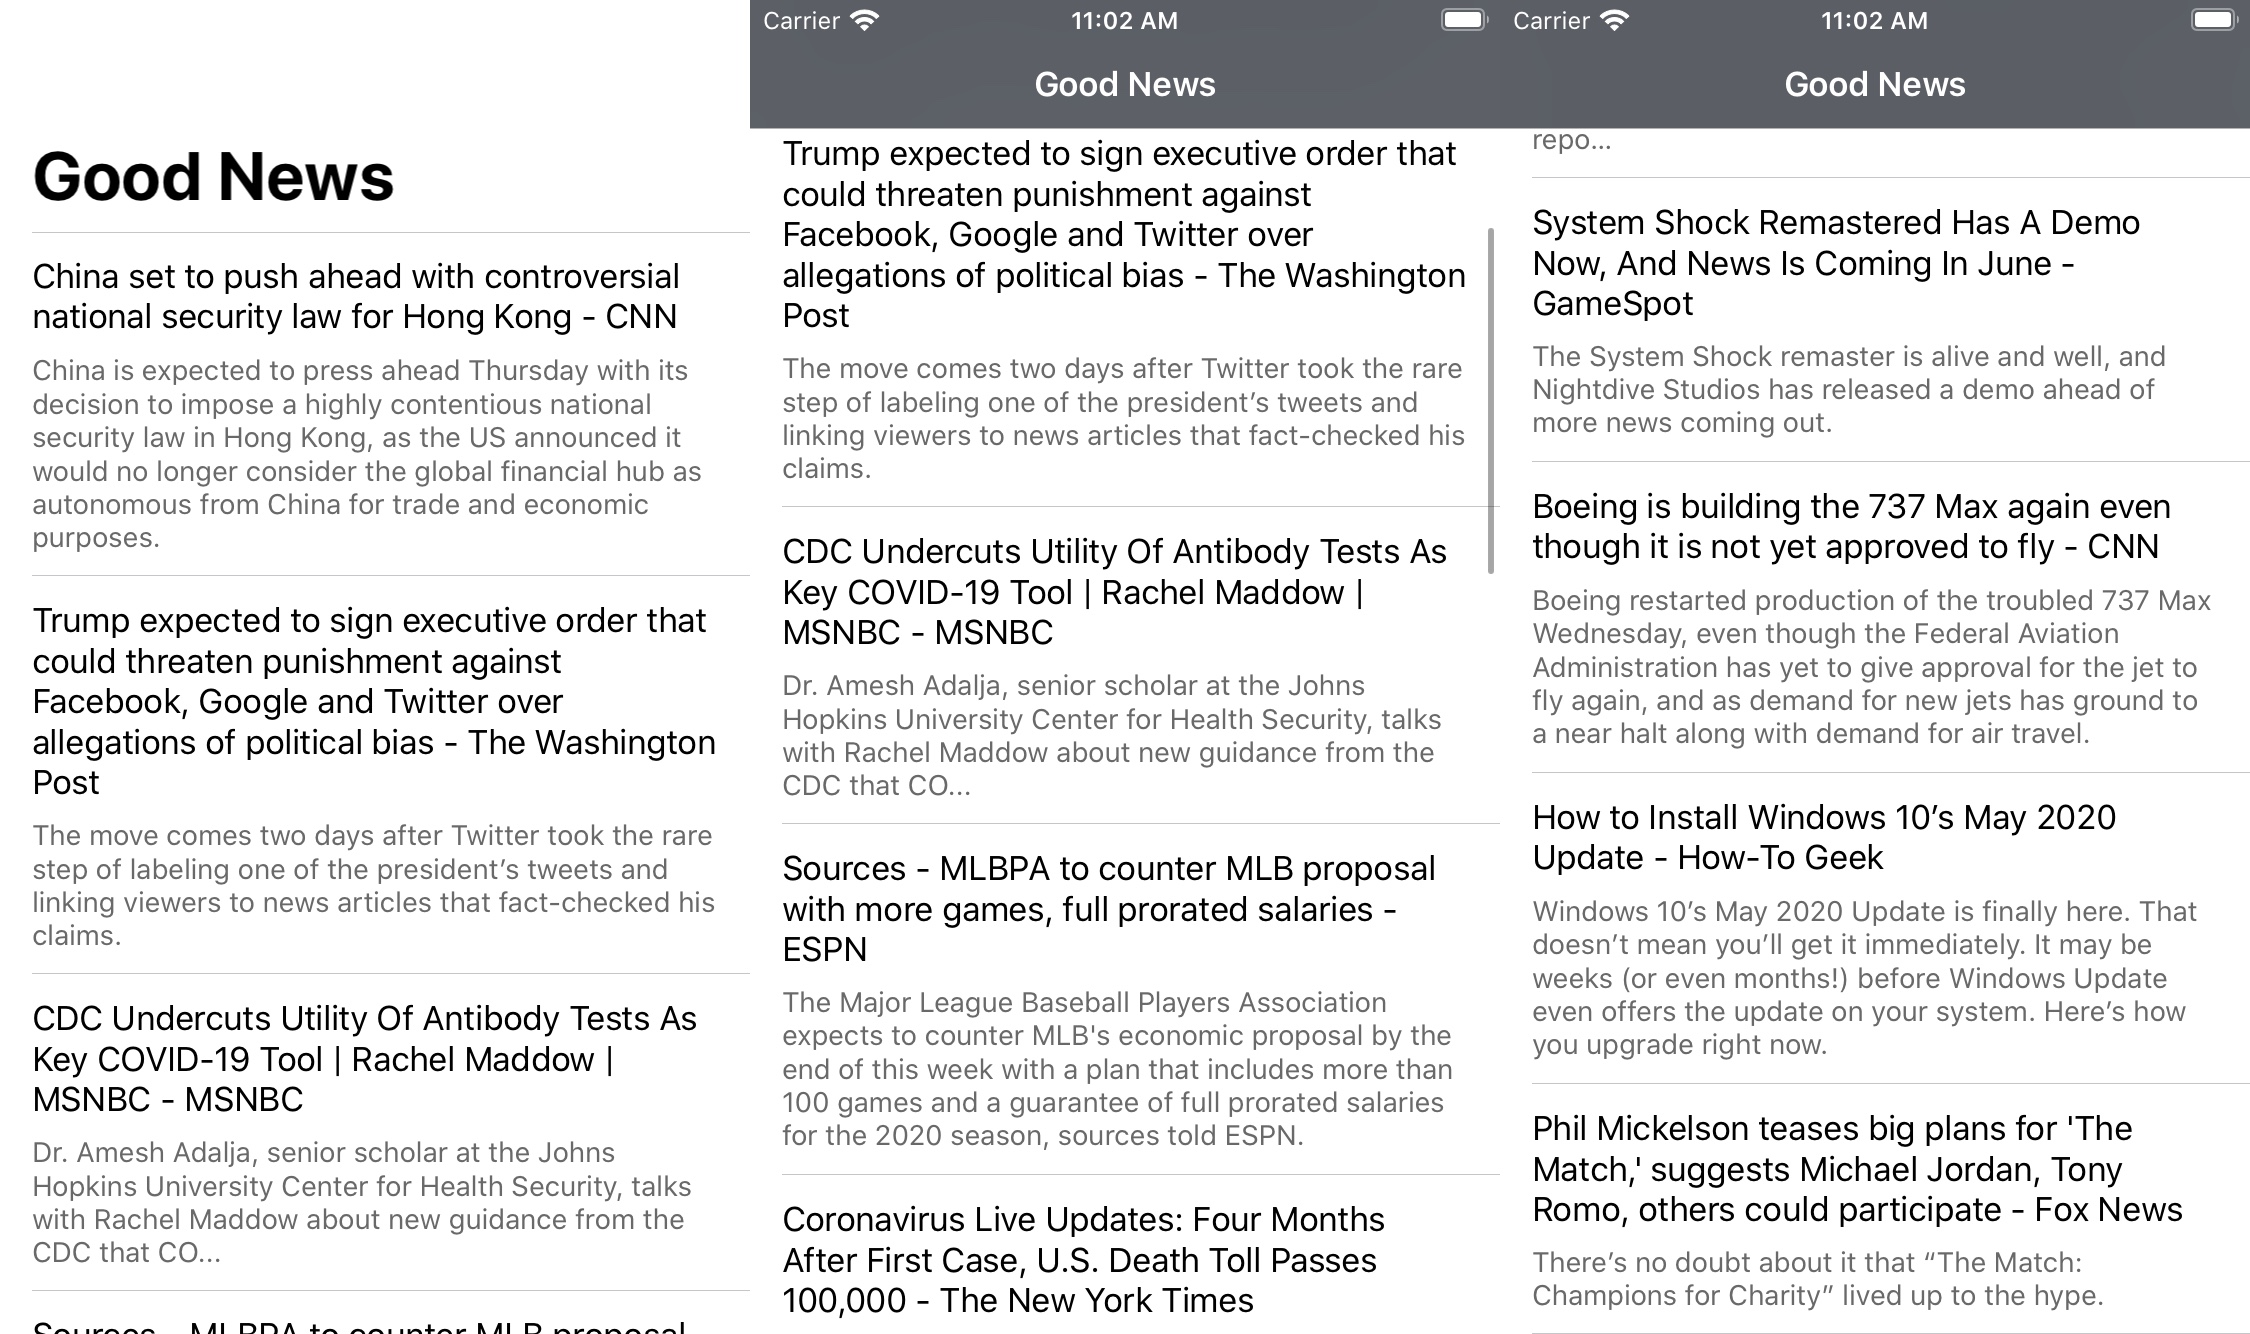 Good News
China set to push ahead with controversial
national security law for Hong Kong - CNN
China is expected to press ahead Thursday with its
decision to impose a highly contentious national
security law in Hong Kong, as the US announced it
would no longer consider the global financial hub as
autonomous from China for trade and economic
purposes.
Trump expected to sign executive order that
could threaten punishment against
Facebook, Google and Twitter over
allegations of political bias - The Washington
Post
The move comes two days after Twitter took the rare
step of labeling one of the president’s tweets and
linking viewers to news articles that fact-checked his
claims.
CDC Undercuts Utility Of Antibody Tests As
Key COVID-19 Tool | Rachel Maddow |
MSNBC - MSNBC
Dr. Amesh Adalja, senior scholar at the Johns
Hopkins University Center for Health Security, talks
with Rachel Maddow about new guidance from the
CDC that CO...
Sources - MLBPA to counter MLB proposal
Carrier 11:02 AM
Good News
Trump expected to sign executive order that
could threaten punishment against
Facebook, Google and Twitter over
allegations of political bias - The Washington
Post
The move comes two days after Twitter took the rare
step of labeling one of the president’s tweets and
linking viewers to news articles that fact-checked his
claims.
CDC Undercuts Utility Of Antibody Tests As
Key COVID-19 Tool | Rachel Maddow |
MSNBC - MSNBC
Dr. Amesh Adalja, senior scholar at the Johns
Hopkins University Center for Health Security, talks
with Rachel Maddow about new guidance from the
CDC that CO...
Sources - MLBPA to counter MLB proposal
with more games, full prorated salaries -
ESPN
The Major League Baseball Players Association
expects to counter MLB's economic proposal by the
end of this week with a plan that includes more than
100 games and a guarantee of full prorated salaries
for the 2020 season, sources told ESPN.
Coronavirus Live Updates: Four Months
After First Case, U.S. Death Toll Passes
100,000 - The New York Times
Carrier 11:02 AM
Good News
repo...
System Shock Remastered Has A Demo
Now, And News Is Coming In June -
GameSpot
The System Shock remaster is alive and well, and
Nightdive Studios has released a demo ahead of
more news coming out.
Boeing is building the 737 Max again even
though it is not yet approved to fly - CNN
Boeing restarted production of the troubled 737 Max
Wednesday, even though the Federal Aviation
Administration has yet to give approval for the jet to
fly again, and as demand for new jets has ground to
a near halt along with demand for air travel.
How to Install Windows 10’s May 2020
Update - How-To Geek
Windows 10’s May 2020 Update is finally here. That
doesn’t mean you’ll get it immediately. It may be
weeks (or even months!) before Windows Update
even offers the update on your system. Here’s how
you upgrade right now.
Phil Mickelson teases big plans for 'The
Match,' suggests Michael Jordan, Tony
Romo, others could participate - Fox News
There’s no doubt about it that “The Match:
Champions for Charity” lived up to the hype.